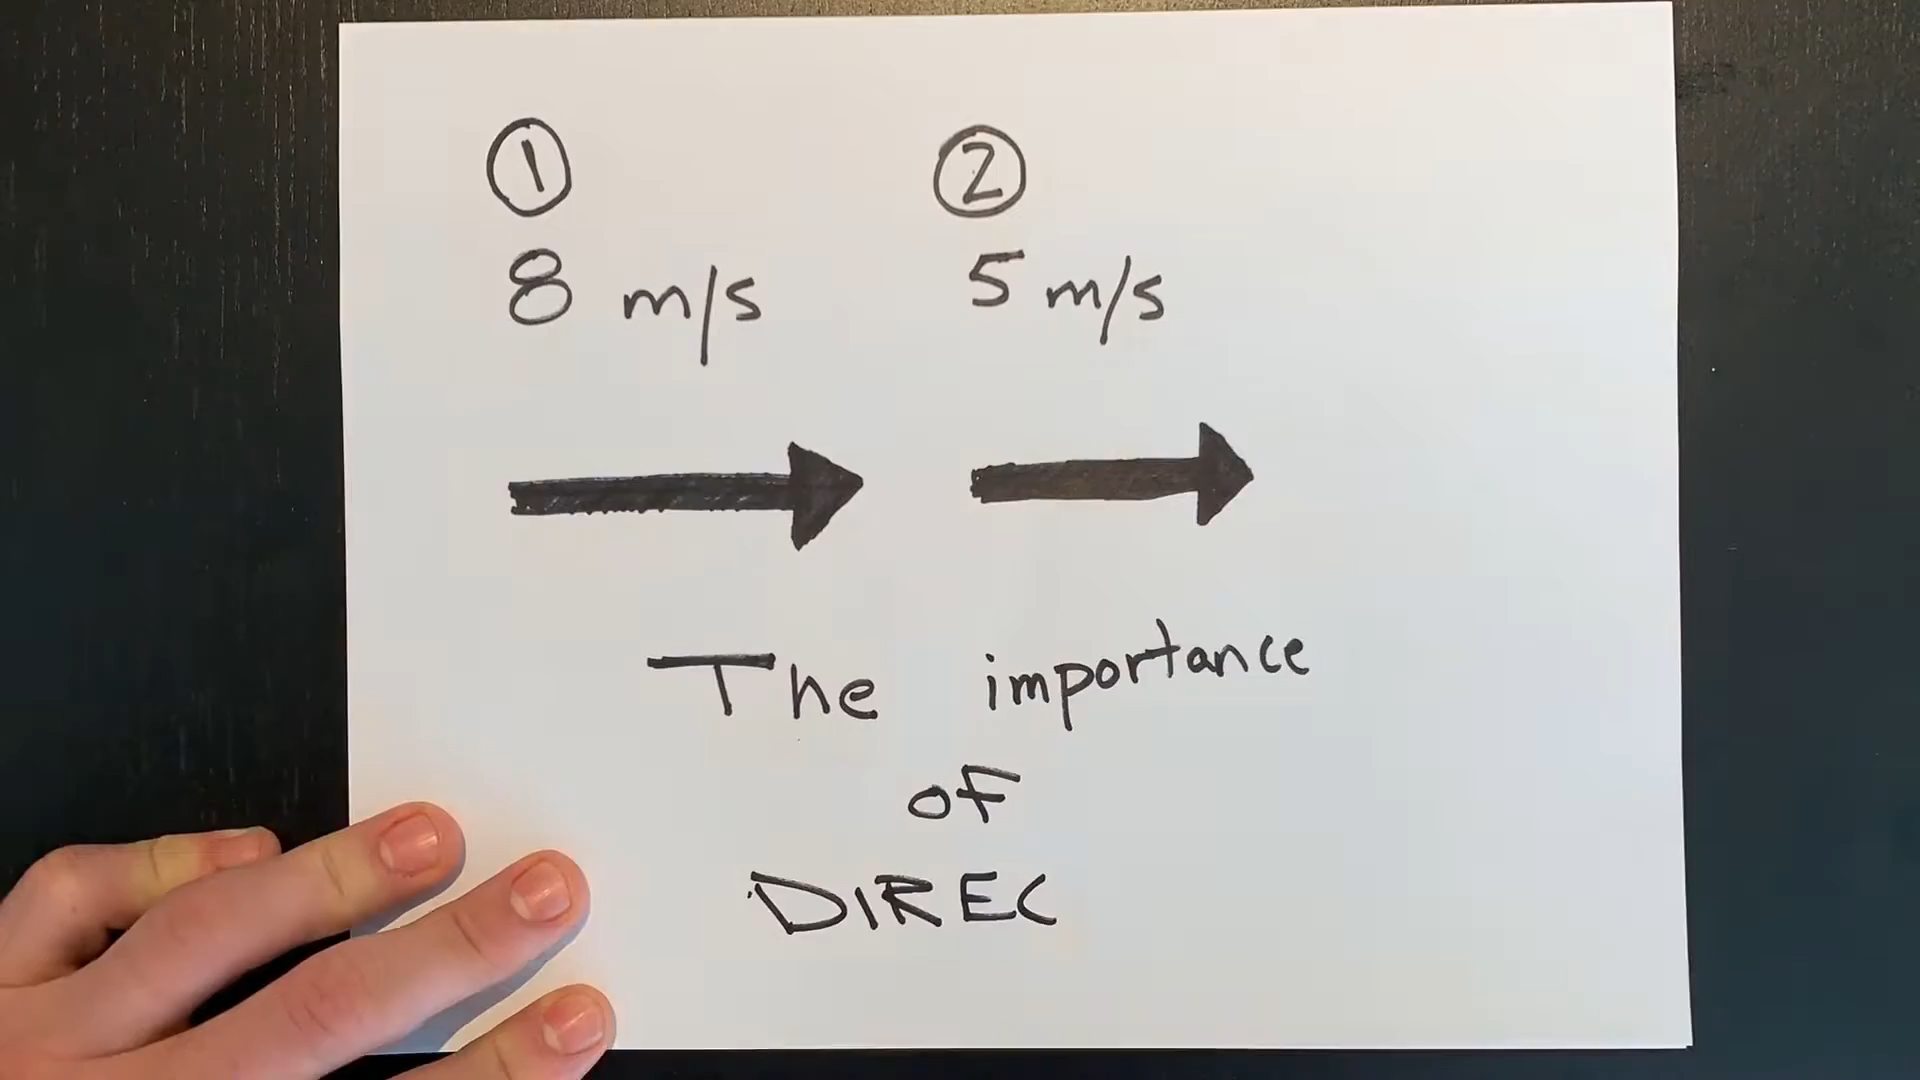 ① ②
8 m/s 5 m/s
The importance
of
DIREC